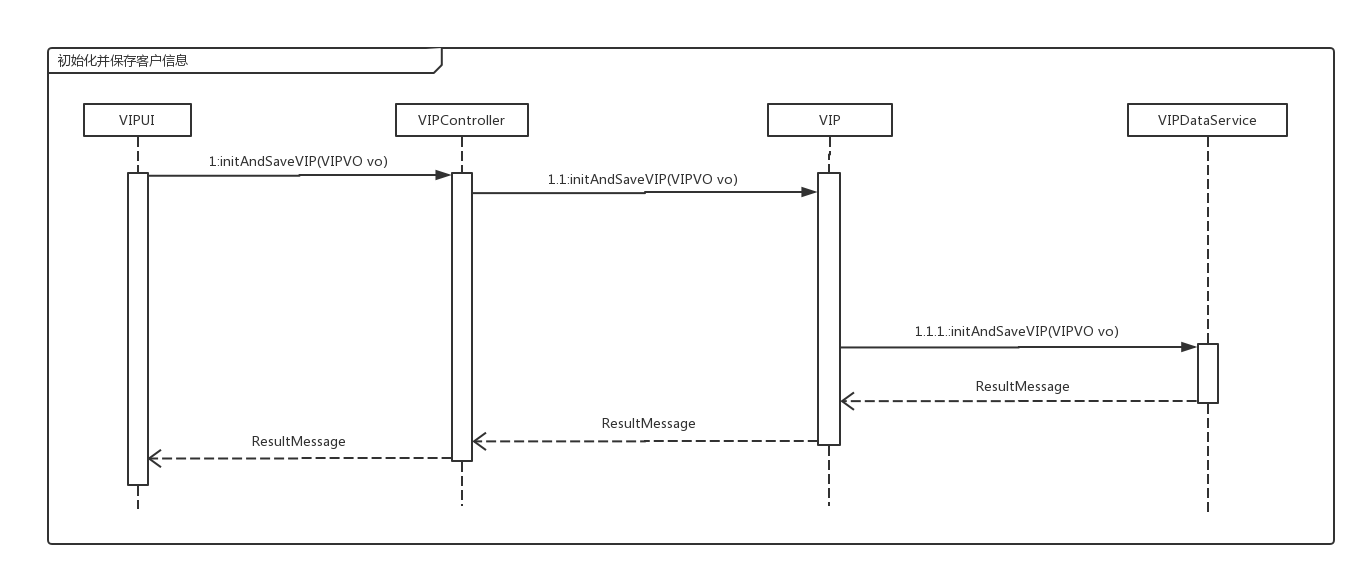 初始化并保存客户信息
VIPUI
VIPController
VIP
VIPDataService
1:initAndSaveVIP(VIPVO vo)
1.1:initAndSaveVIP(VIPVO vo)
1.1.1.:initAndSaveVIP(VIPVO vo)
ResultMessage
ResultMessage
ResultMessage